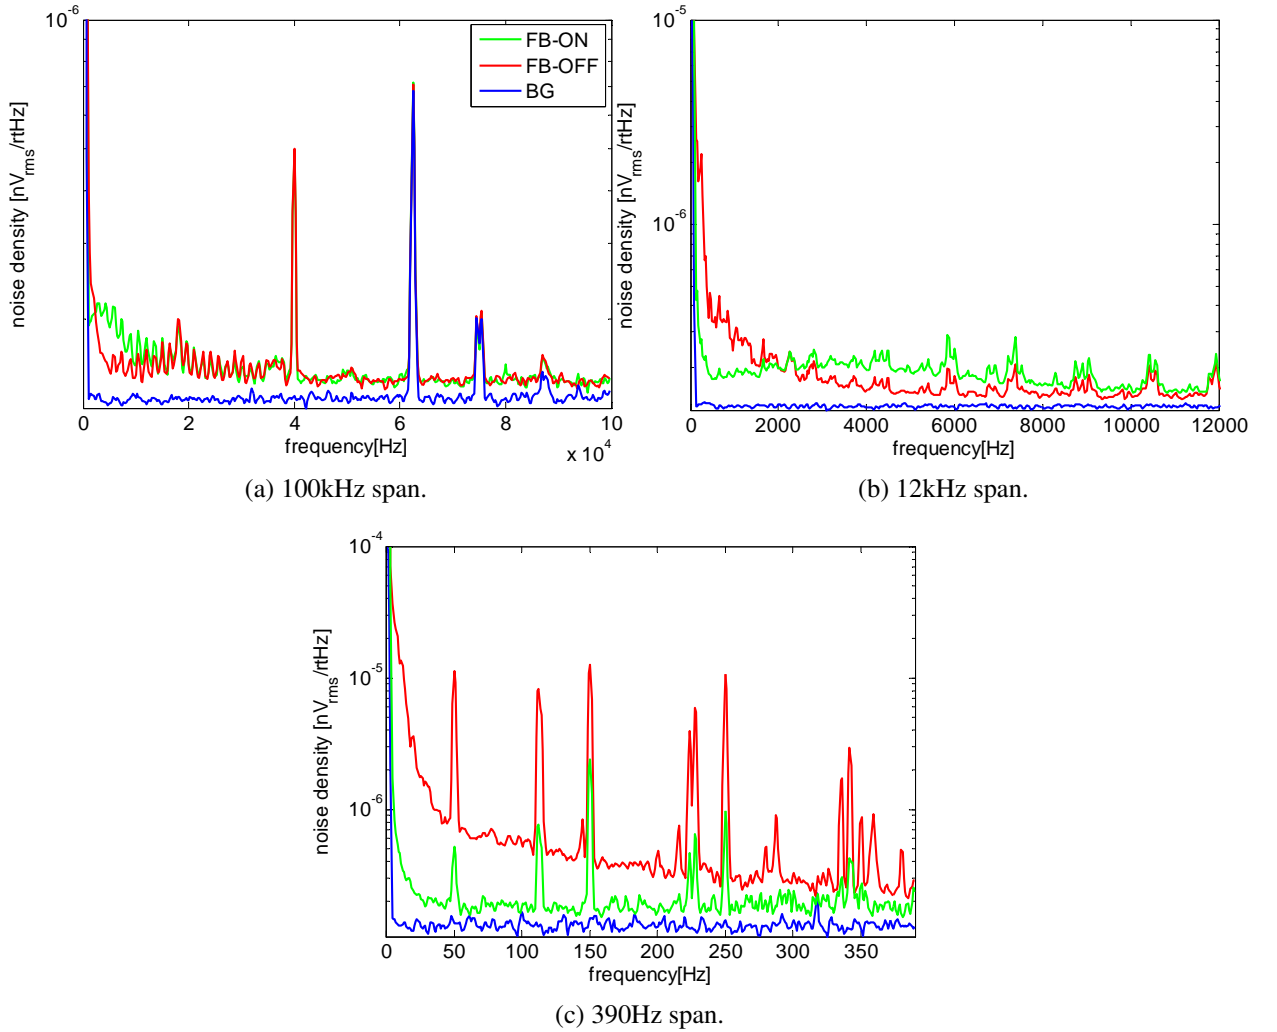 10^-6
noise density [nV_rms/rtHz]
FB-ON
FB-OFF
BG
0 2 4 6 8 10
frequency[Hz]
x 10^4
(a) 100kHz span.
10^-5
10^-6
noise density [nV_rms/rtHz]
0 2000 4000 6000 8000 10000 12000
frequency[Hz]
(b) 12kHz span.
10^-4
10^-5
10^-6
noise density [nV_rms/rtHz]
0 50 100 150 200 250 300 350
frequency[Hz]
(c) 390Hz span.